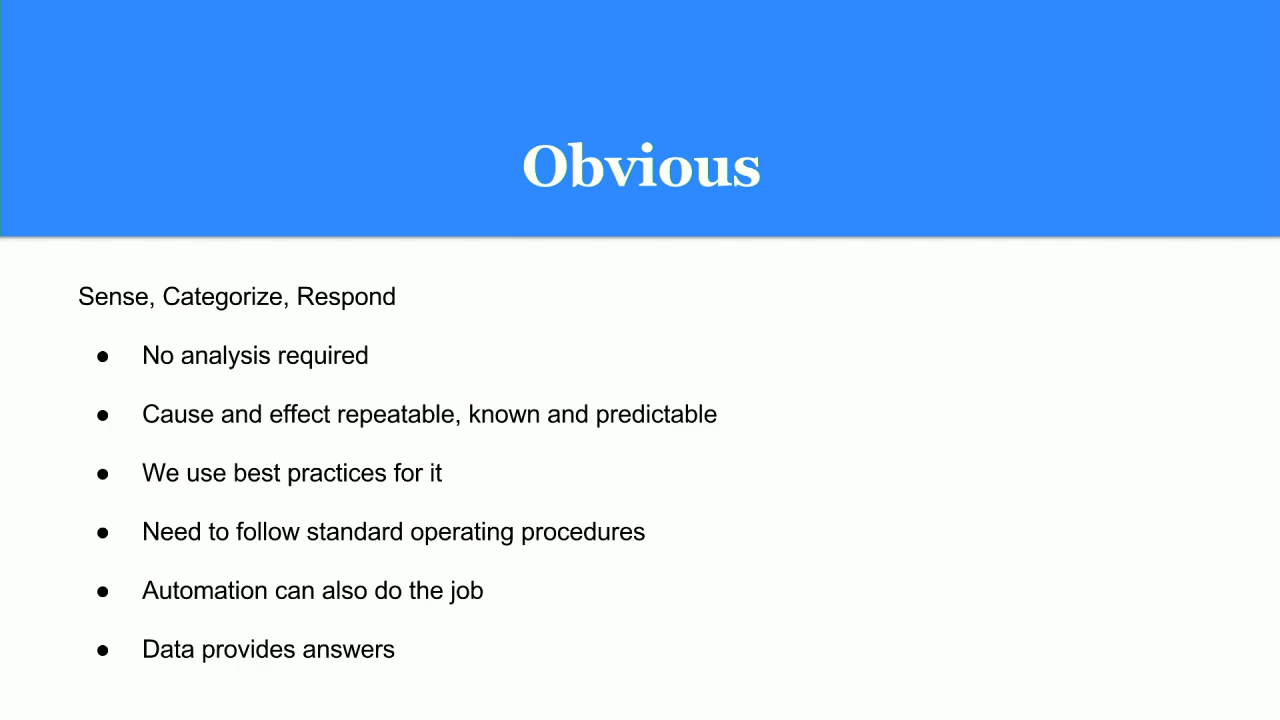 Obvious
Sense, Categorize, Respond
● No analysis required
● Cause and effect repeatable, known and predictable
● We use best practices for it
● Need to follow standard operating procedures
● Automation can also do the job
● Data provides answers